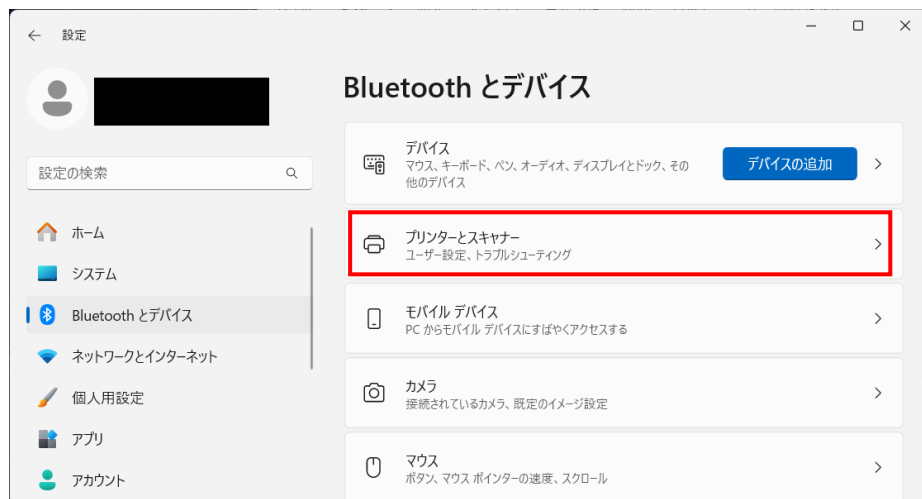 設定
設定の検索
ホーム
システム
Bluetooth とデバイス
ネットワークとインターネット
個人用設定
アプリ
アカウント
Bluetooth とデバイス
デバイス
マウス、キーボード、ペン、オーディオ、ディスプレイとドック、その
他のデバイス
デバイスの追加
プリンターとスキャナー
ユーザー設定、トラブルシューティング
モバイル デバイス
PC からモバイル デバイスにすばやくアクセスする
カメラ
接続されているカメラ、既定のイメージ設定
マウス
ボタン、マウス ポインターの速度、スクロール